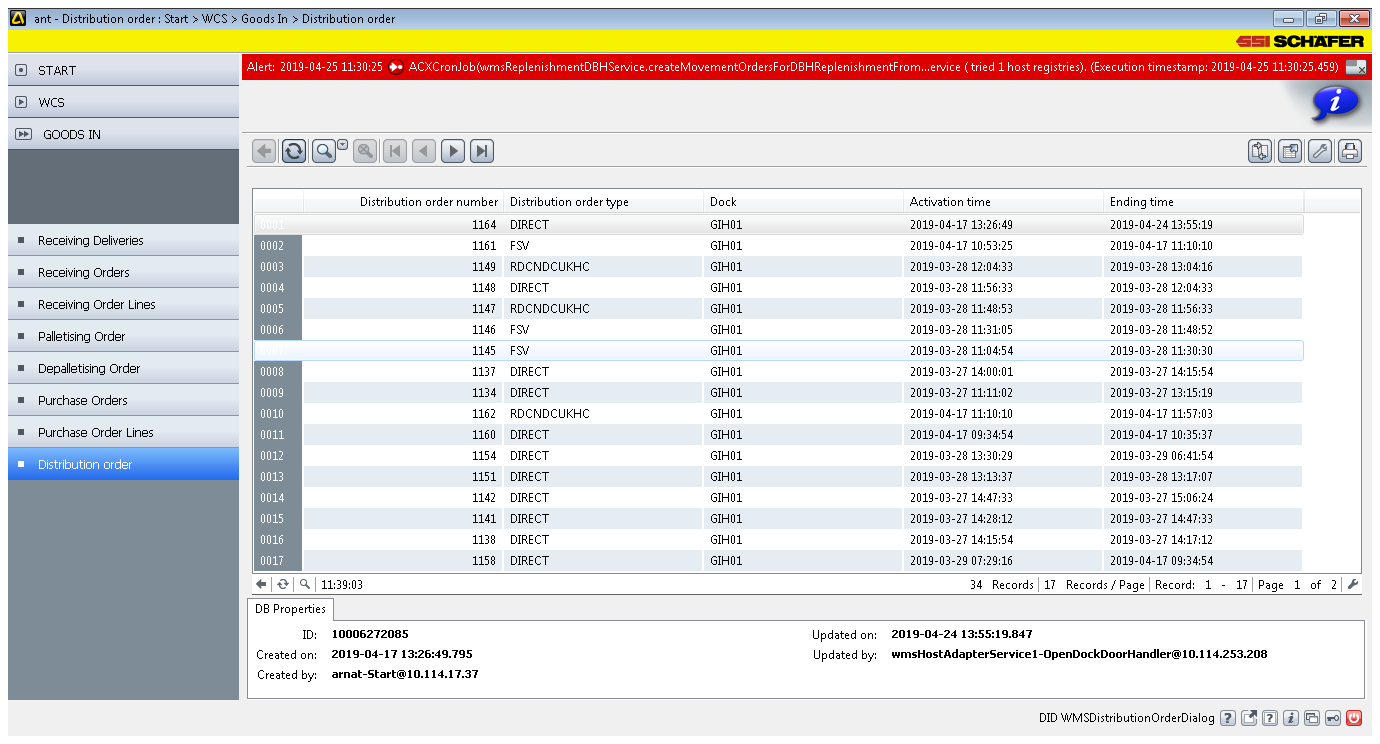 ant - Distribution order : Start > WCS > Goods In > Distribution order
SSI SCHÄFER
START
WCS
GOODS IN
Alert: 2019-04-25 11:30:25 ACXCronJob(wmsReplenishmentDBHService.createMovementOrdersForDBHReplenishmentFrom...ervice ( tried 1 host registries). (Execution timestamp: 2019-04-25 11:30:25.459)
Receiving Deliveries
Receiving Orders
Receiving Order Lines
Palletising Order
Depalletising Order
Purchase Orders
Purchase Order Lines
Distribution order
Distribution order number Distribution order type Dock Activation time Ending time
0001 1164 DIRECT GIH01 2019-04-17 13:26:49 2019-04-24 13:55:19
0002 1161 FSV GIH01 2019-04-17 10:53:25 2019-04-17 11:10:10
0003 1149 RDCNDCUKHC GIH01 2019-03-28 12:04:33 2019-03-28 13:04:16
0004 1148 DIRECT GIH01 2019-03-28 11:56:33 2019-03-28 12:04:33
0005 1147 RDCNDCUKHC GIH01 2019-03-28 11:48:53 2019-03-28 11:56:33
0006 1146 FSV GIH01 2019-03-28 11:31:05 2019-03-28 11:48:52
1145 FSV GIH01 2019-03-28 11:04:54 2019-03-28 11:30:30
0008 1137 DIRECT GIH01 2019-03-27 14:00:01 2019-03-27 14:15:54
0009 1134 DIRECT GIH01 2019-03-27 11:11:02 2019-03-27 13:15:19
0010 1162 RDCNDCUKHC GIH01 2019-04-17 11:10:10 2019-04-17 11:57:03
0011 1160 DIRECT GIH01 2019-04-17 09:34:54 2019-04-17 10:35:37
0012 1154 DIRECT GIH01 2019-03-28 13:30:29 2019-03-29 06:41:54
0013 1151 DIRECT GIH01 2019-03-28 13:13:37 2019-03-28 13:17:07
0014 1142 DIRECT GIH01 2019-03-27 14:47:33 2019-03-27 15:06:24
0015 1141 DIRECT GIH01 2019-03-27 14:28:12 2019-03-27 14:47:33
0016 1138 DIRECT GIH01 2019-03-27 14:15:54 2019-03-27 14:17:12
0017 1158 DIRECT GIH01 2019-03-29 07:29:16 2019-04-17 09:34:54
11:39:03 34 Records 17 Records / Page Record: 1 - 17 Page 1 of 2
DB Properties
ID: 10006272085 Updated on: 2019-04-24 13:55:19.847
Created on: 2019-04-17 13:26:49.795 Updated by: wmsHostAdapterService1-OpenDockDoorHandler@10.114.253.208
Created by: arnat-Start@10.114.17.37
DID WMSDistributionOrderDialog